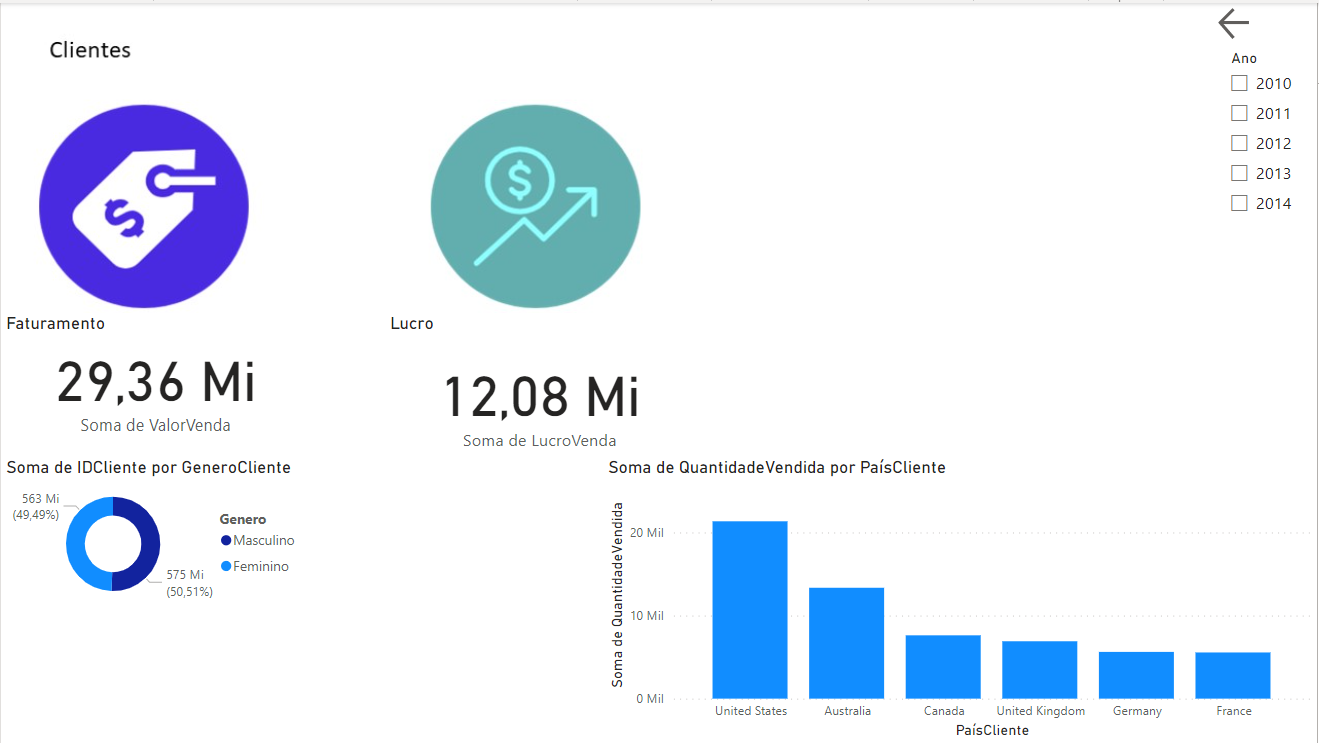 Clientes
Ano
2010
2011
2012
2013
2014
$
$
Faturamento
Lucro
29,36 Mi
Soma de ValorVenda
12,08 Mi
Soma de LucroVenda
Soma de IDCliente por GeneroCliente
563 Mi
(49,49%)
575 Mi
(50,51%)
Genero
Masculino
Feminino
Soma de QuantidadeVendida por PaísCliente
Soma de QuantidadeVendida
20 Mil
10 Mil
0 Mil
United States
Australia
Canada
United Kingdom
Germany
France
PaísCliente